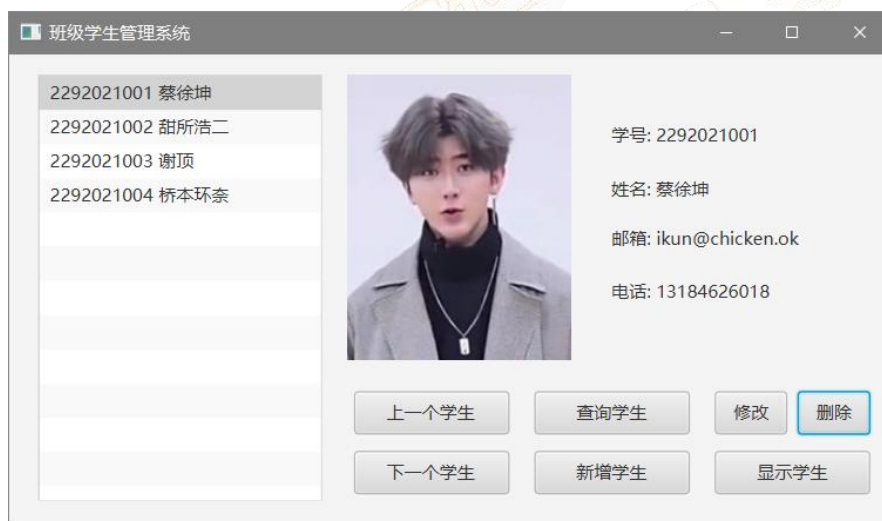 班级学生管理系统
2292021001 蔡徐坤
2292021002 甜所浩二
2292021003 谢顶
2292021004 桥本环奈
学号: 2292021001
姓名: 蔡徐坤
邮箱: ikun@chicken.ok
电话: 13184626018
上一个学生 查询学生 修改 删除
下一个学生 新增学生 显示学生